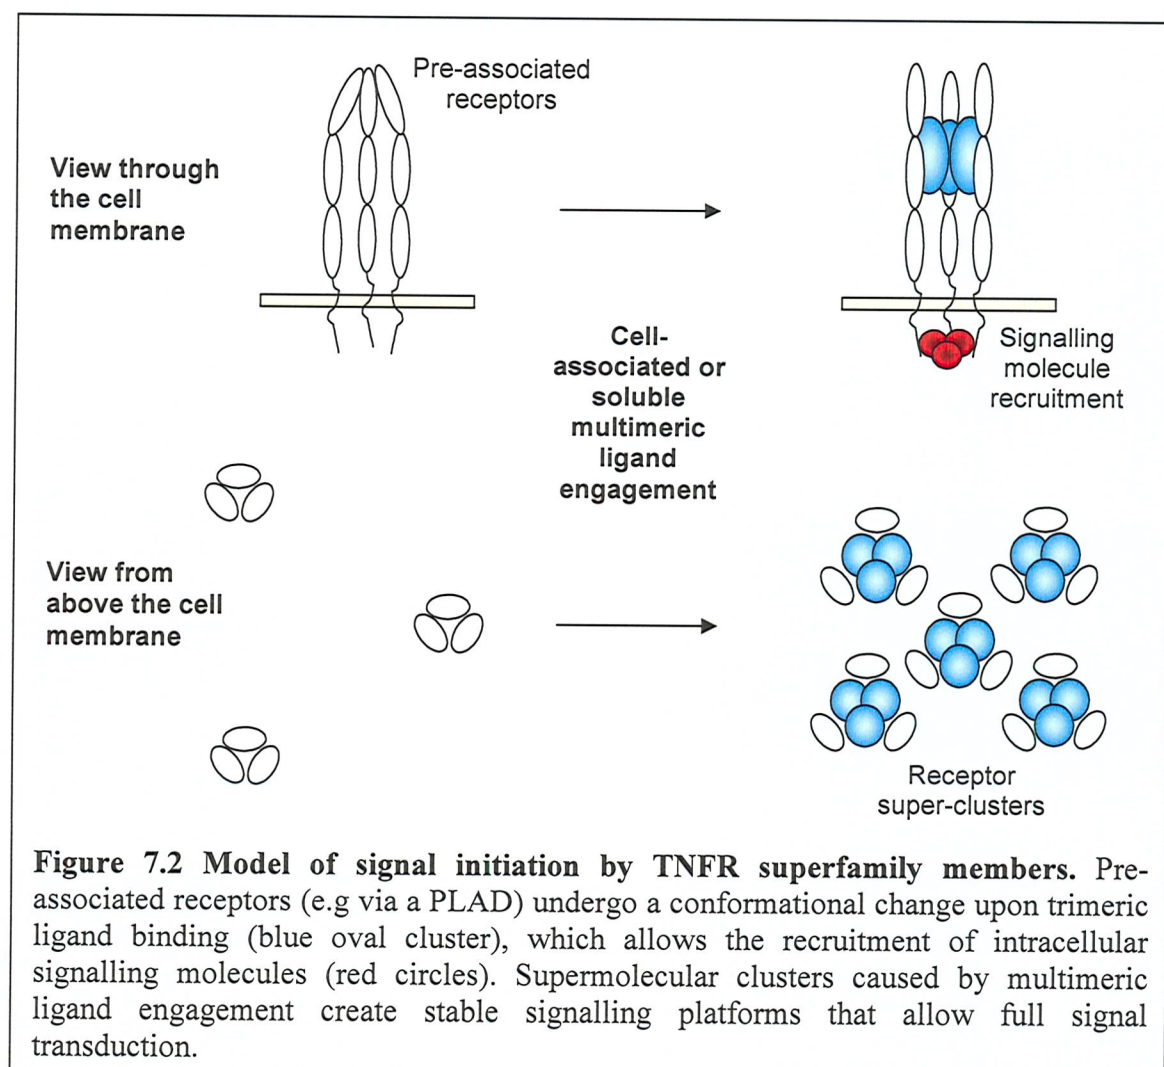 Pre-associated
receptors
View through
the cell
membrane
Cell-
associated or
soluble
multimeric
ligand
engagement
Signalling
molecule
recruitment
View from
above the cell
membrane
Receptor
super-clusters
Figure 7.2 Model of signal initiation by TNFR superfamily members. Pre-
associated receptors (e.g via a PLAD) undergo a conformational change upon trimeric
ligand binding (blue oval cluster), which allows the recruitment of intracellular
signalling molecules (red circles). Supermolecular clusters caused by multimeric
ligand engagement create stable signalling platforms that allow full signal
transduction.